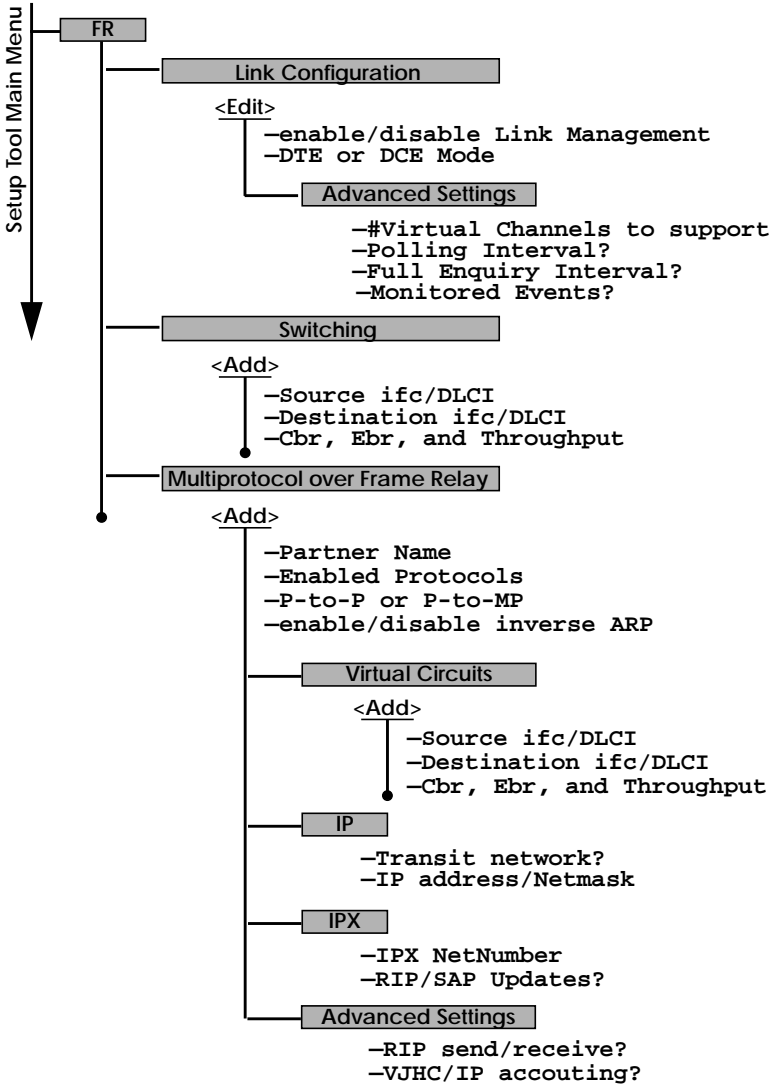 Setup Tool Main Menu
FR
Link Configuration
<Edit>
–enable/disable Link Management
–DTE or DCE Mode
Advanced Settings
–#Virtual Channels to support
–Polling Interval?
–Full Enquiry Interval?
–Monitored Events?
Switching
<Add>
–Source ifc/DLCI
–Destination ifc/DLCI
–Cbr, Ebr, and Throughput
Multiprotocol over Frame Relay
<Add>
–Partner Name
–Enabled Protocols
–P-to-P or P-to-MP
–enable/disable inverse ARP
Virtual Circuits
<Add>
–Source ifc/DLCI
–Destination ifc/DLCI
–Cbr, Ebr, and Throughput
IP
–Transit network?
–IP address/Netmask
IPX
–IPX NetNumber
–RIP/SAP Updates?
Advanced Settings
–RIP send/receive?
–VJHC/IP accouting?